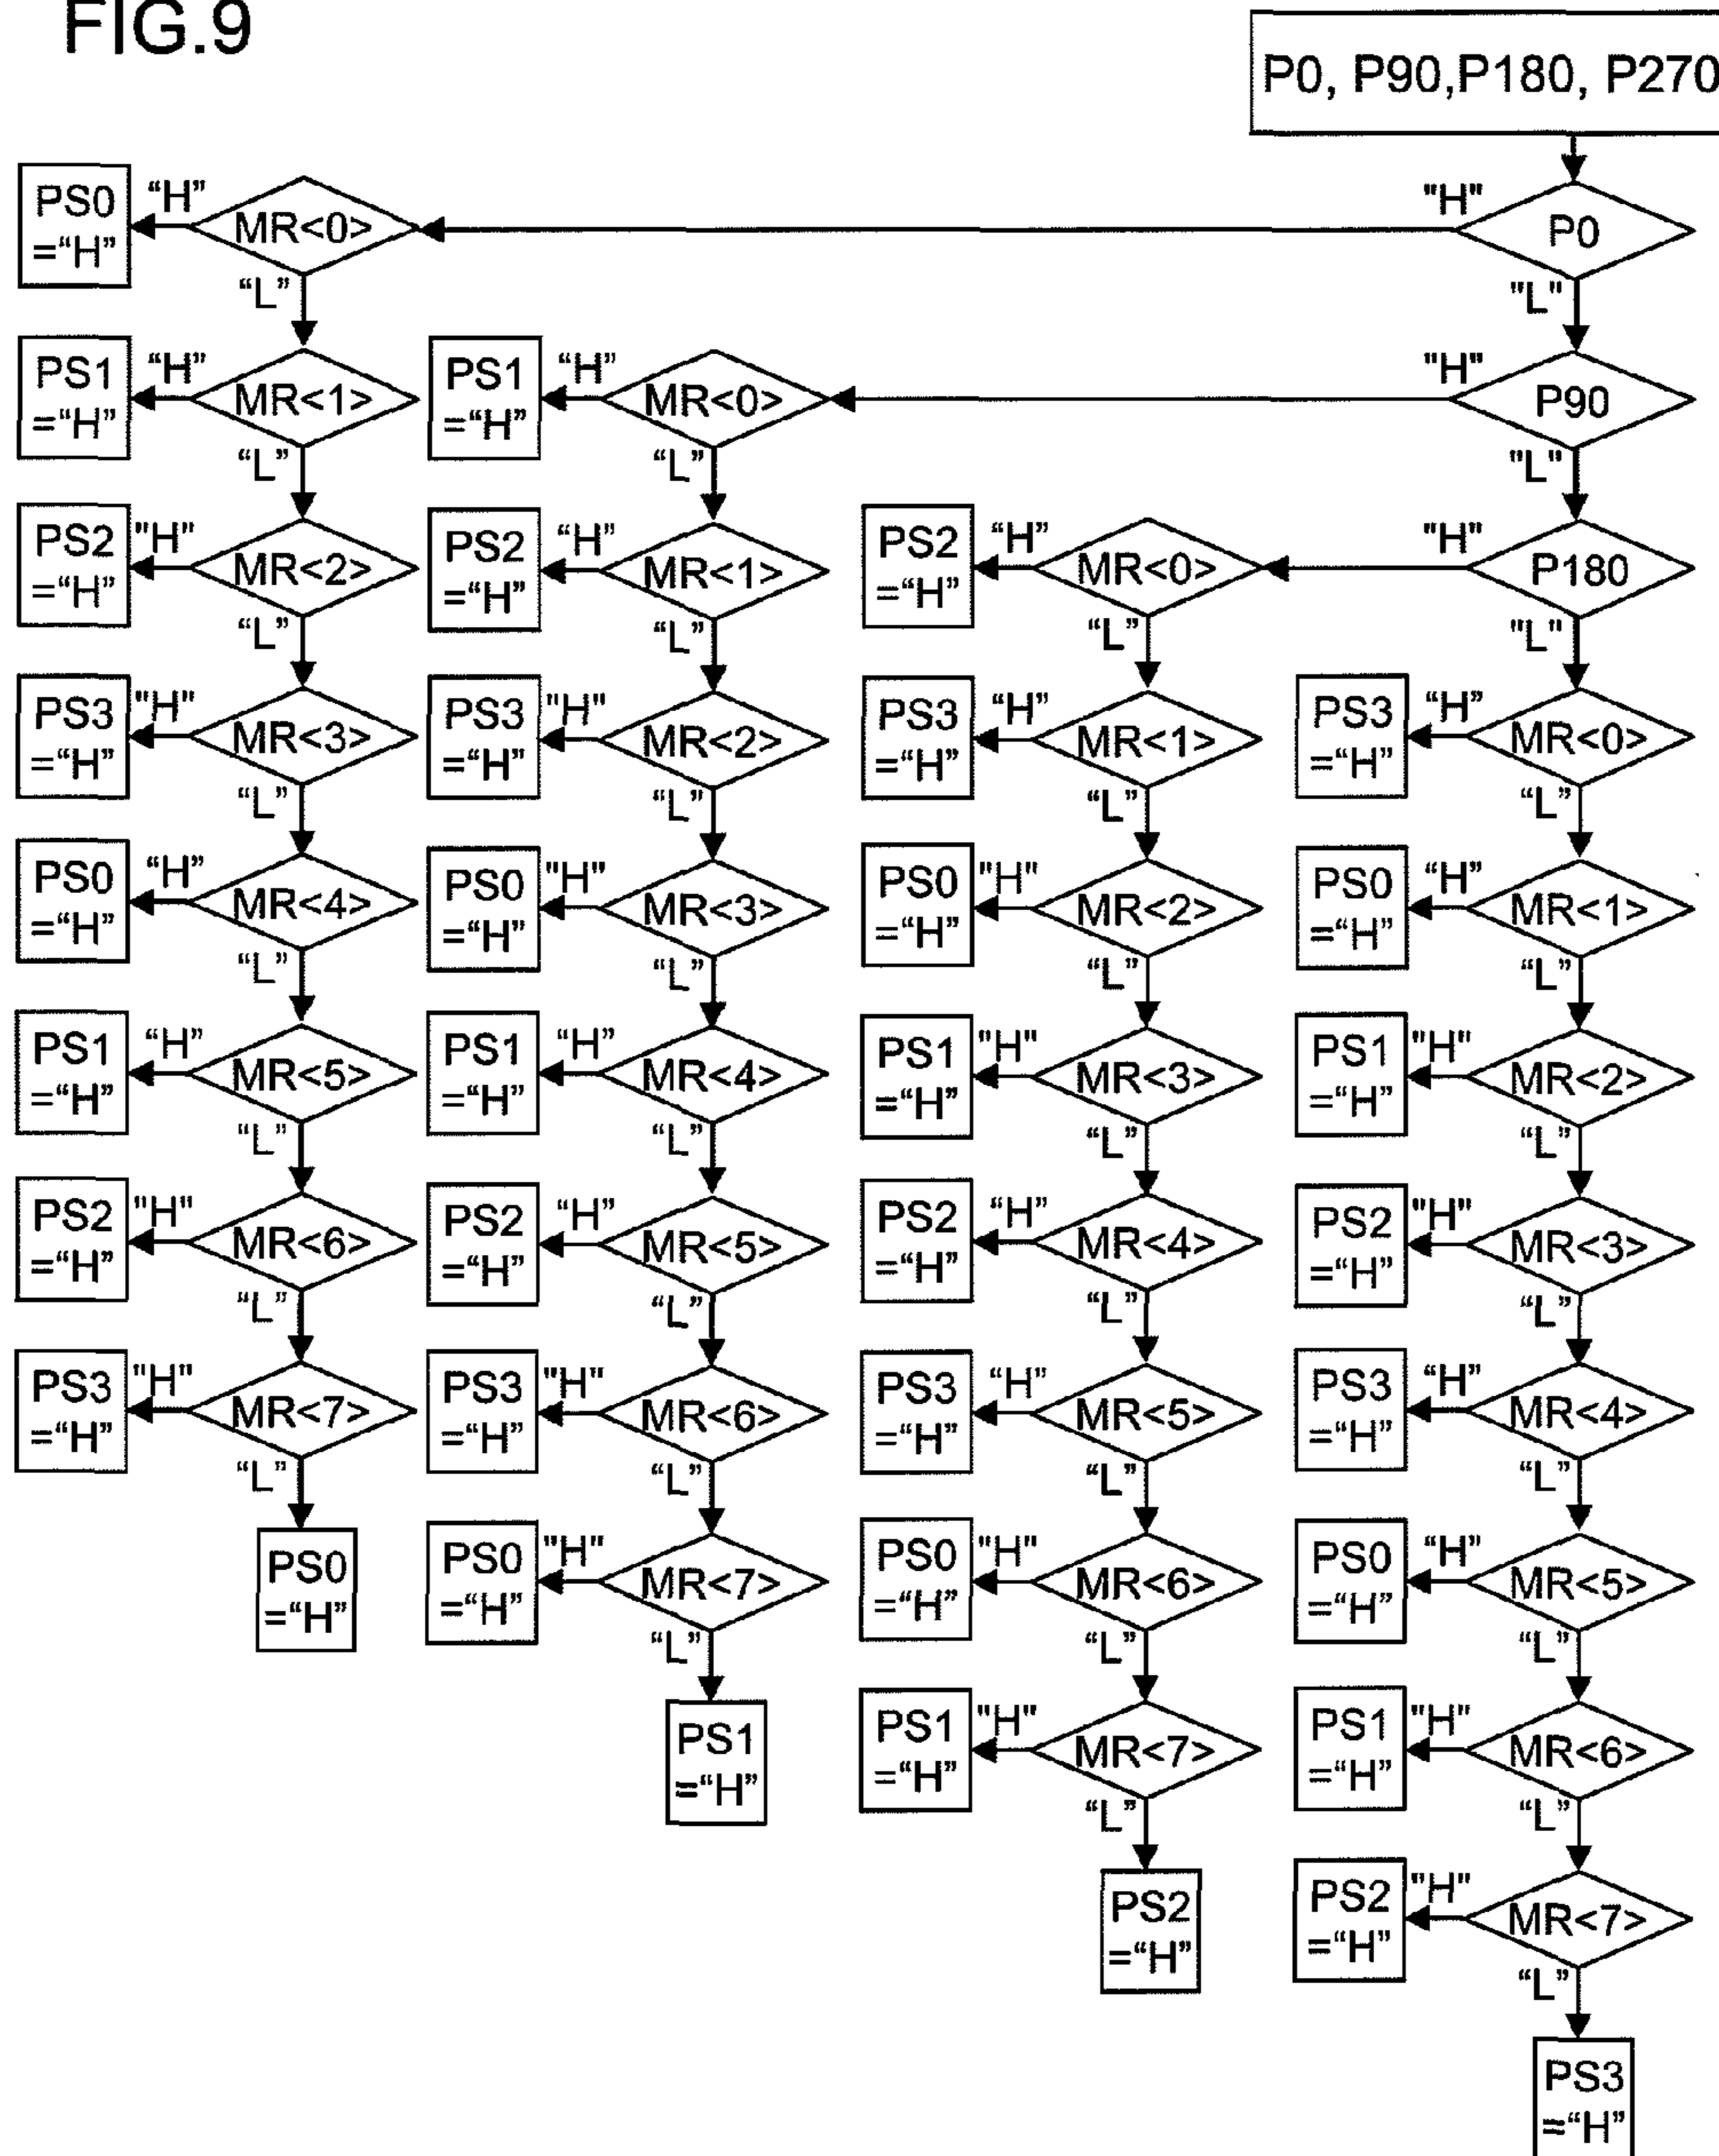 FIG.9
P0, P90,P180, P270
PS0 "H" MR<0> "H" P0
="H"
"L" "L"
PS1 "H" MR<1> PS1 "H" MR<0> "H" P90
="H" ="H"
"L" "L" "L"
PS2 "H" MR<2> PS2 "H" MR<1> PS2 "H" MR<0> "H" P180
="H" ="H" ="H"
"L" "L" "L" "L"
PS3 "H" MR<3> PS3 "H" MR<2> PS3 "H" MR<1> PS3 "H" MR<0>
="H" ="H" ="H" ="H"
"L" "L" "L" "L"
PS0 "H" MR<4> PS0 "H" MR<3> PS0 "H" MR<2> PS0 "H" MR<1>
="H" ="H" ="H" ="H"
"L" "L" "L" "L"
PS1 "H" MR<5> PS1 "H" MR<4> PS1 "H" MR<3> PS1 "H" MR<2>
="H" ="H" ="H" ="H"
"L" "L" "L" "L"
PS2 "H" MR<6> PS2 "H" MR<5> PS2 "H" MR<4> PS2 "H" MR<3>
="H" ="H" ="H" ="H"
"L" "L" "L" "L"
PS3 "H" MR<7> PS3 "H" MR<6> PS3 "H" MR<5> PS3 "H" MR<4>
="H" ="H" ="H" ="H"
"L" "L" "L" "L"
PS0 PS0 "H" MR<7> PS0 "H" MR<6> PS0 "H" MR<5>
="H" ="H" ="H" ="H"
"L" "L" "L"
PS1 PS1 "H" MR<7> PS1 "H" MR<6>
="H" ="H" ="H"
"L" "L"
PS2 PS2 "H" MR<7>
="H" ="H"
"L"
PS3
="H"